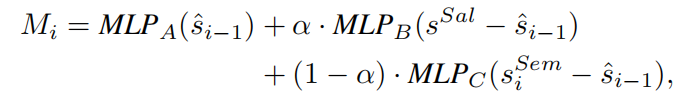 M_i = MLP_A(ŝ_{i−1}) + α · MLP_B(s^{Sal} − ŝ_{i−1})
+ (1 − α) · MLP_C(s_i^{Sem} − ŝ_{i−1}),